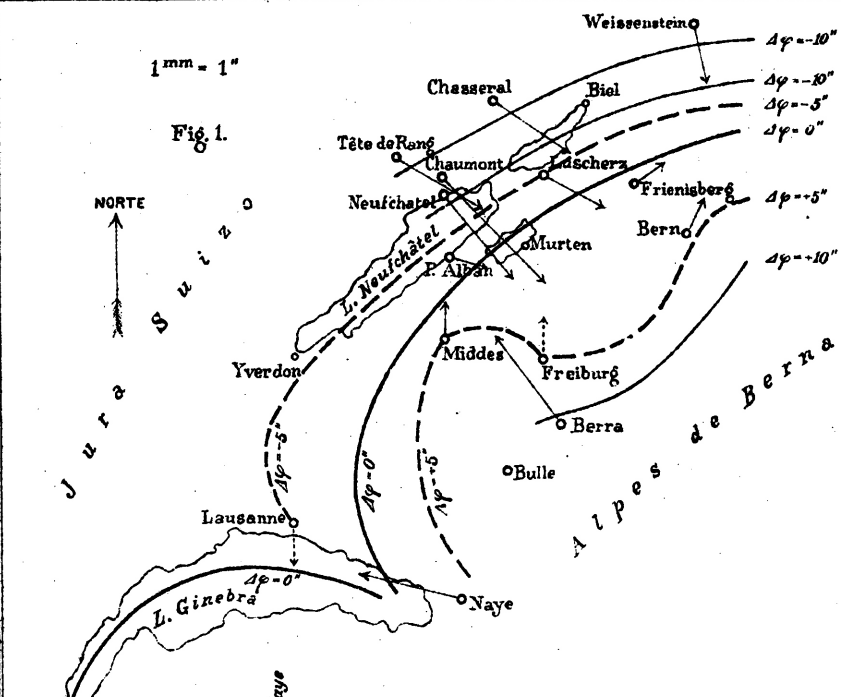 Weissenstein
Δφ=-10"
1mm = 1"
Δφ=-10"
Chasseral
Biel
Δφ=-5"
Fig. 1.
Δφ=0"
Tête de Rang
Chaumont
Lüscherz
NORTE
Neufchatel
Frienisberg
Δφ=+5"
Bern
Murten
L. Neufchâtel
P. Alban
Δφ=+10"
Jura Suizo
Yverdon
Middes
Freiburg
Alpes de Berna
Berra
Δφ=-5"
Δφ=0"
Δφ=+5"
Bulle
Lausanne
Δφ=0"
L. Ginebra
Naye
aye